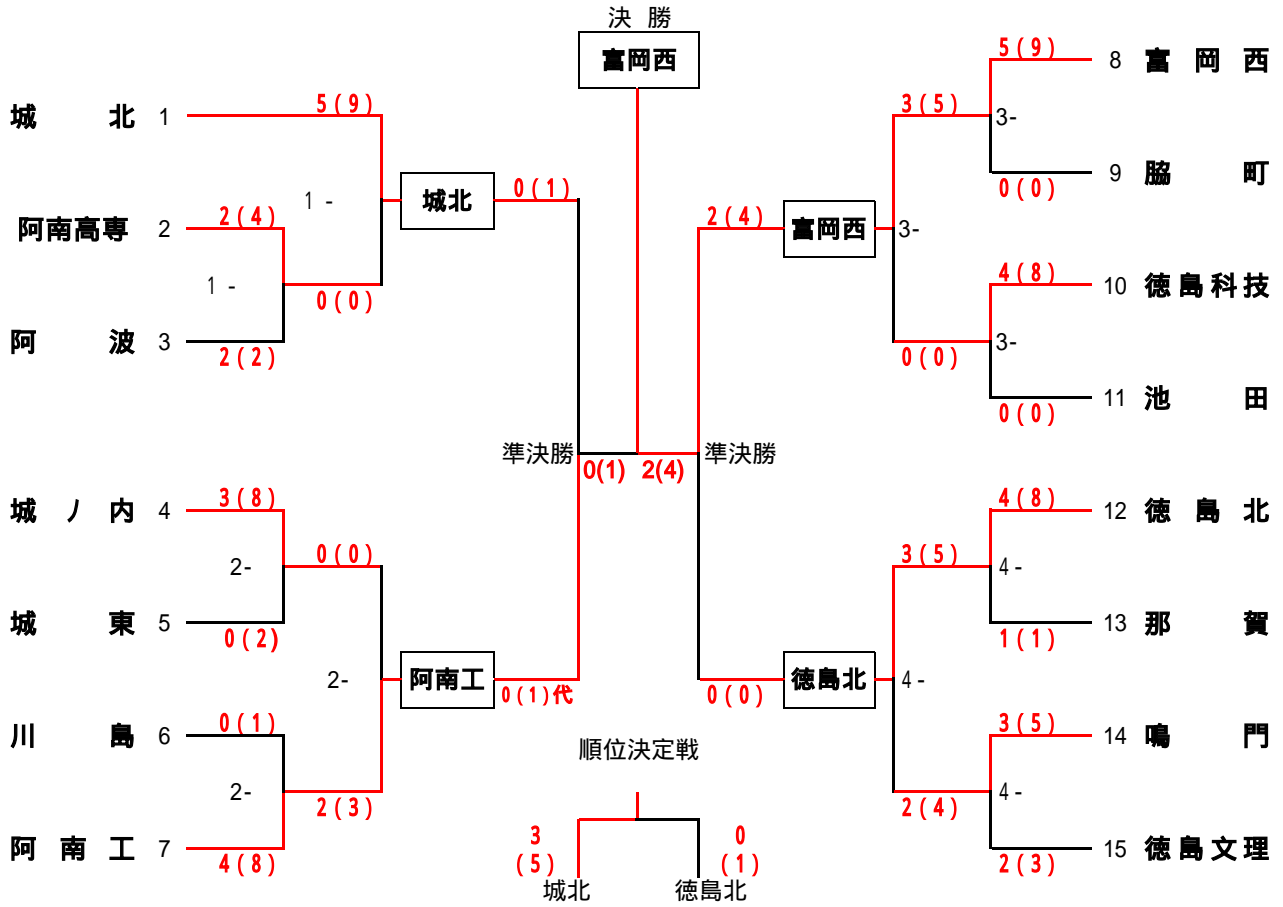 決 勝
富岡西
城 北 1
5(9)
1 -
阿南高専 2
2(4)
1 -
0(0)
阿 波 3
2(2)
城北
0(1)
城 ノ 内 4
3(8)
2-
0(0)
城 東 5
0(2)
2-
阿南工
0(1)代
川 島 6
0(1)
2-
2(3)
阿 南 工 7
4(8)
準決勝
0(1) 2(4)
準決勝
5(9)
8 富 岡 西
3(5)
3-
9 脇 町
0(0)
2(4)
富岡西
3-
4(8)
10 徳島科技
3-
0(0)
11 池 田
0(0)
4(8)
12 徳 島 北
3(5)
4-
13 那 賀
1(1)
徳島北
4-
0(0)
3(5)
14 鳴 門
4-
2(4)
15 徳島文理
2(3)
順位決定戦
3
(5)
0
(1)
城北
徳島北